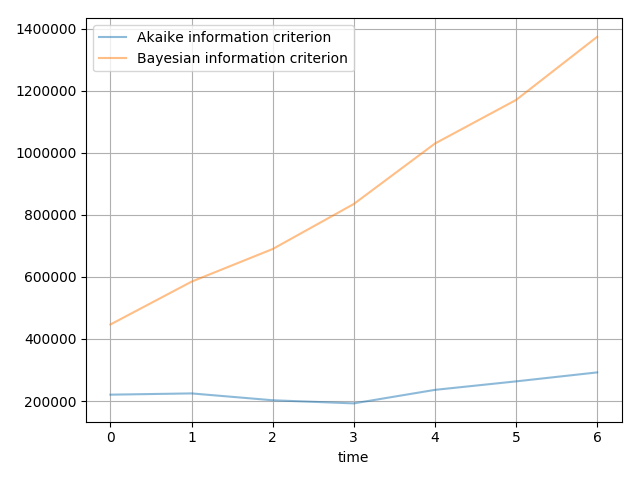 Akaike information criterion
Bayesian information criterion
1400000
1200000
1000000
800000
600000
400000
200000
0 1 2 3 4 5 6
time